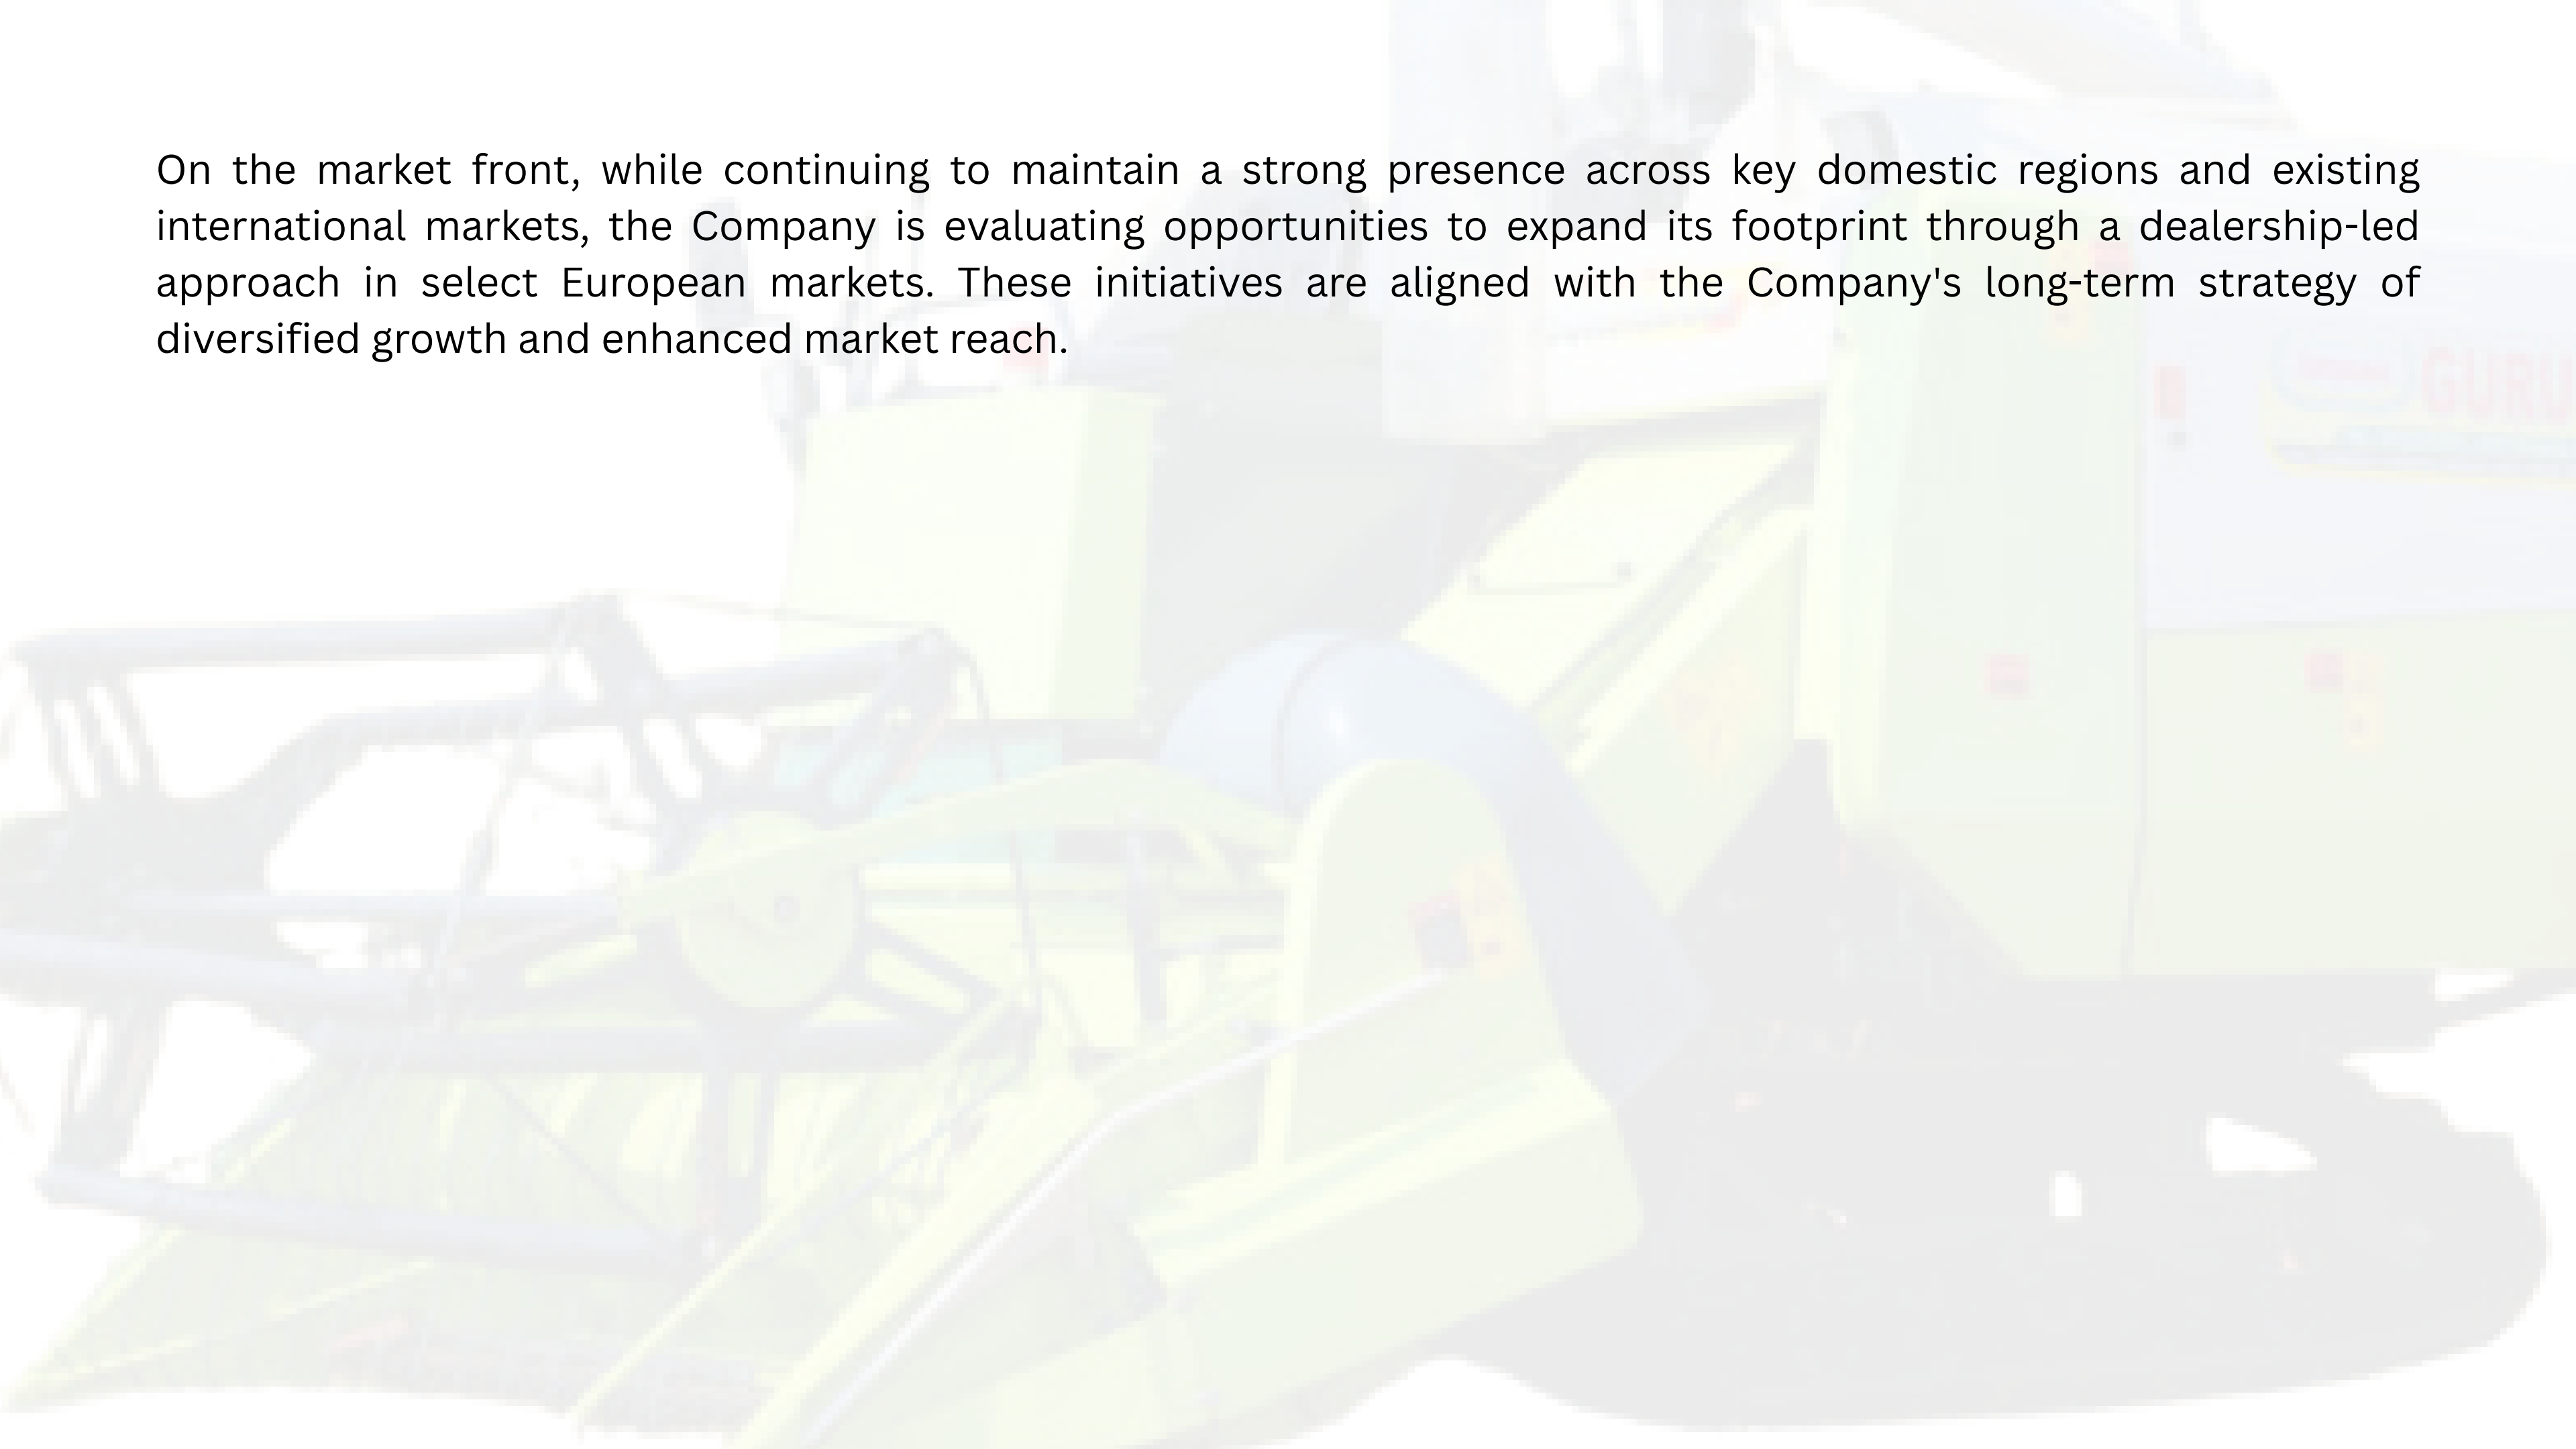 On the market front, while continuing to maintain a strong presence across key domestic regions and existing
international markets, the Company is evaluating opportunities to expand its footprint through a dealership-led
approach in select European markets. These initiatives are aligned with the Company's long-term strategy of
diversified growth and enhanced market reach.
GURU